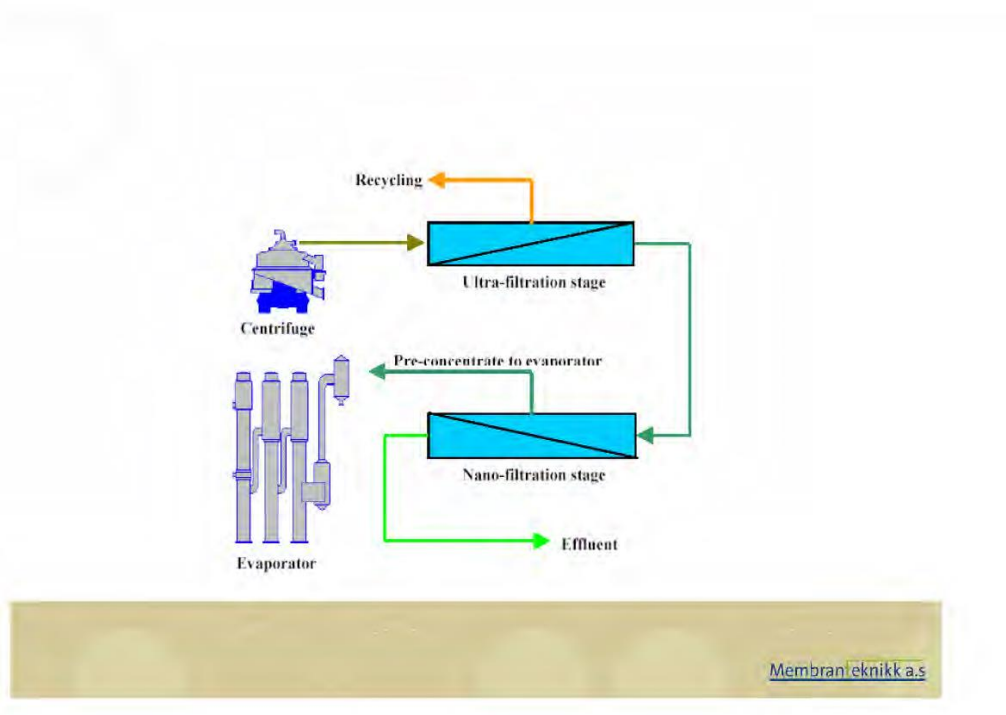 Recycling
Ultra-filtration stage
Centrifuge
Pre-concentrate to evaporator
Nano-filtration stage
Effluent
Evaporator
Membranteknikk a.s